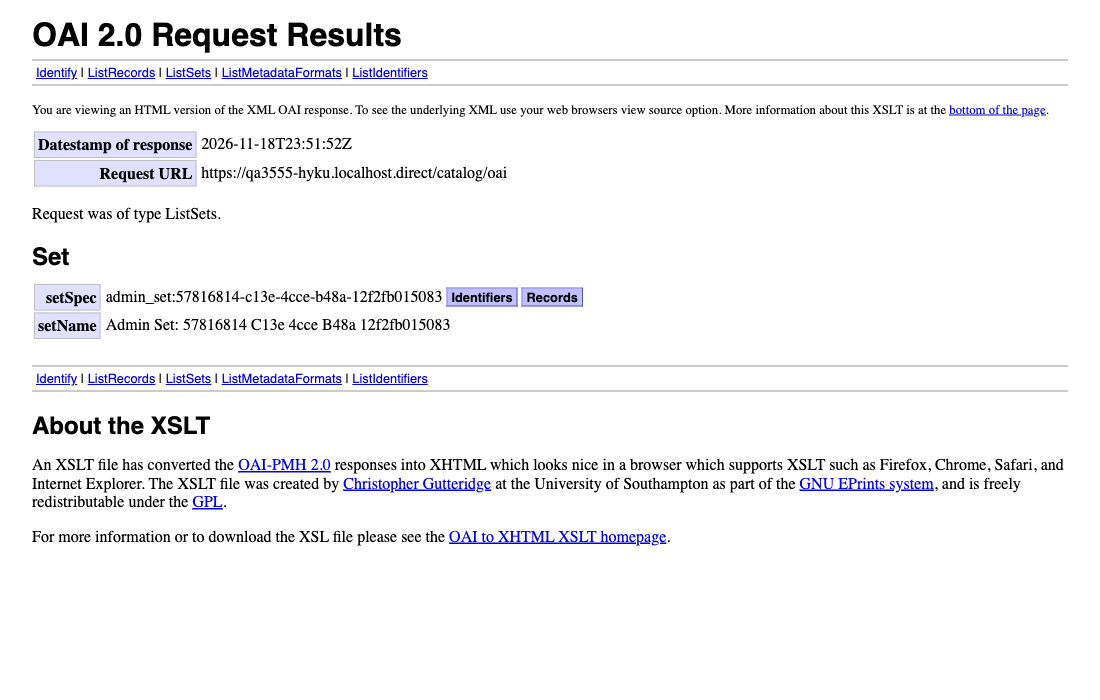 OAI 2.0 Request Results
Identify | ListRecords | ListSets | ListMetadataFormats | ListIdentifiers
You are viewing an HTML version of the XML OAI response. To see the underlying XML use your web browsers view source option. More information about this XSLT is at the bottom of the page.
Datestamp of response 2026-11-18T23:51:52Z
Request URL https://qa3555-hyku.localhost.direct/catalog/oai
Request was of type ListSets.
Set
setSpec admin_set:57816814-c13e-4cce-b48a-12f2fb015083 Identifiers Records
setName Admin Set: 57816814 C13e 4cce B48a 12f2fb015083
Identify | ListRecords | ListSets | ListMetadataFormats | ListIdentifiers
About the XSLT
An XSLT file has converted the OAI-PMH 2.0 responses into XHTML which looks nice in a browser which supports XSLT such as Firefox, Chrome, Safari, and
Internet Explorer. The XSLT file was created by Christopher Gutteridge at the University of Southampton as part of the GNU EPrints system, and is freely
redistributable under the GPL.
For more information or to download the XSL file please see the OAI to XHTML XSLT homepage.